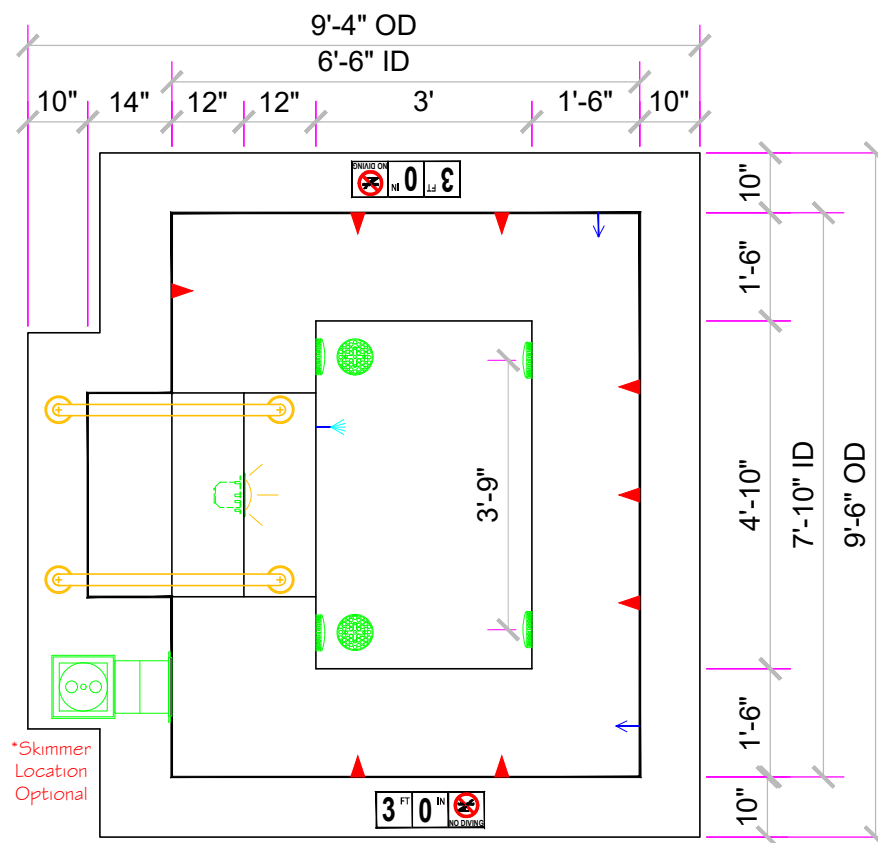 9'-4" OD
6'-6" ID
10" 14" 12" 12" 3' 1'-6" 10"
NO DIVING 0 IN 3 FT
10"
1'-6"
4'-10"
7'-10" ID
9'-6" OD
3'-9"
1'-6"
10"
*Skimmer
Location
Optional
3 FT 0 IN NO DIVING